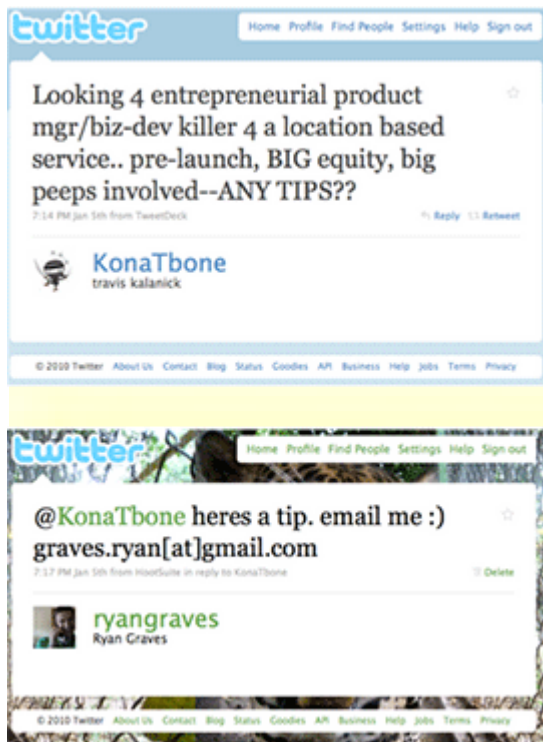 twitter
Home Profile Find People Settings Help Sign out
Looking 4 entrepreneurial product
mgr/biz-dev killer 4 a location based
service.. pre-launch, BIG equity, big
peeps involved--ANY TIPS??
7:14 PM Jan 5th from TweetDeck Reply Retweet
KonaTbone
travis kalanick
© 2010 Twitter About Us Contact Blog Status Goodies API Business Help Jobs Terms Privacy
twitter
Home Profile Find People Settings Help Sign out
@KonaTbone heres a tip. email me :)
graves.ryan[at]gmail.com
7:17 PM Jan 5th from HootSuite in reply to KonaTbone Delete
ryangraves
Ryan Graves
© 2010 Twitter About Us Contact Blog Status Goodies API Business Help Jobs Terms Privacy